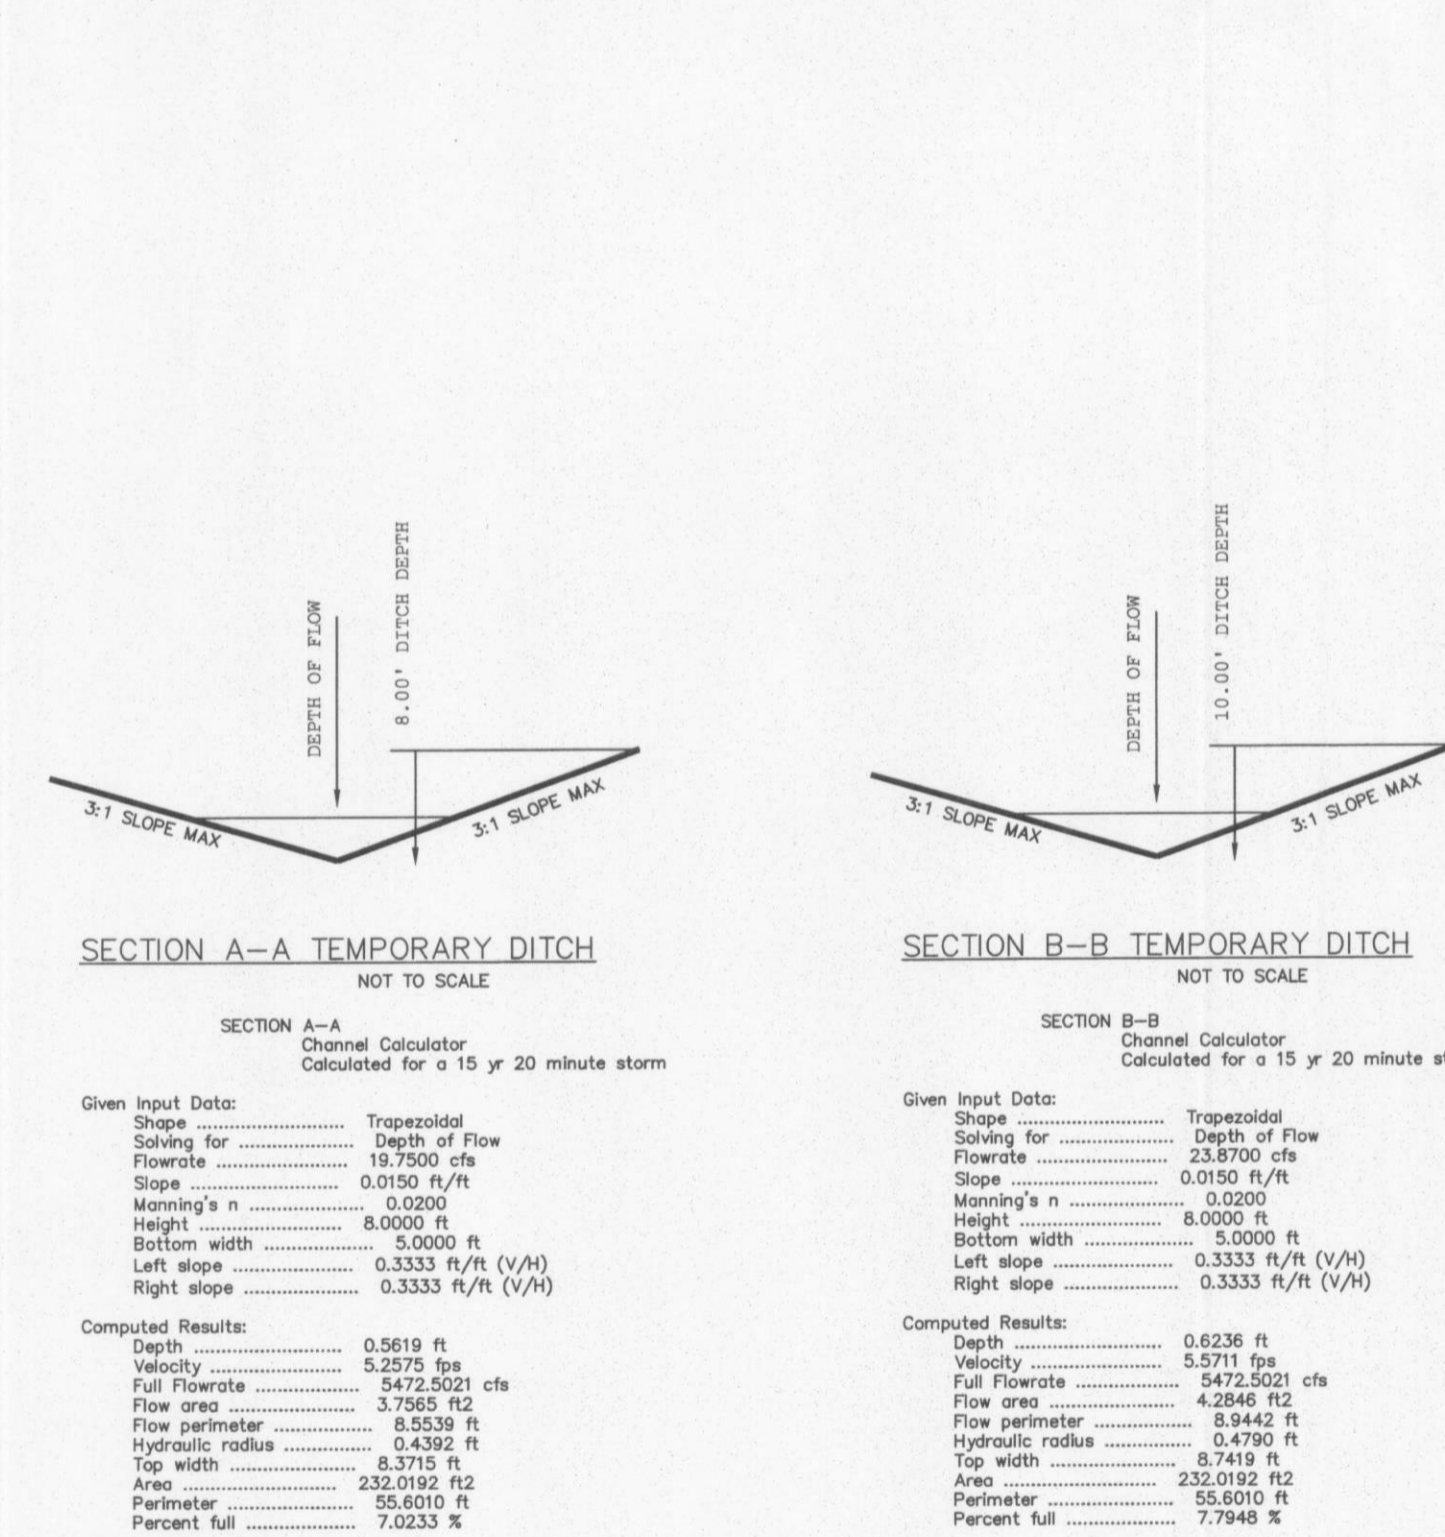 DEPTH OF FLOW
8.00' DITCH DEPTH
3:1 SLOPE MAX
3:1 SLOPE MAX
SECTION A-A TEMPORARY DITCH
NOT TO SCALE
SECTION A-A
Channel Calculator
Calculated for a 15 yr 20 minute storm
Given Input Data:
Shape ........................... Trapezoidal
Solving for ..................... Depth of Flow
Flowrate ........................ 19.7500 cfs
Slope ........................... 0.0150 ft/ft
Manning's n ..................... 0.0200
Height .......................... 8.0000 ft
Bottom width .................... 5.0000 ft
Left slope ...................... 0.3333 ft/ft (V/H)
Right slope ..................... 0.3333 ft/ft (V/H)
Computed Results:
Depth ........................... 0.5619 ft
Velocity ........................ 5.2575 fps
Full Flowrate ................... 5472.5021 cfs
Flow area ....................... 3.7565 ft2
Flow perimeter .................. 8.5539 ft
Hydraulic radius ................ 0.4392 ft
Top width ....................... 8.3715 ft
Area ............................ 232.0192 ft2
Perimeter ....................... 55.6010 ft
Percent full .................... 7.0233 %
DEPTH OF FLOW
10.00' DITCH DEPTH
3:1 SLOPE MAX
3:1 SLOPE MAX
SECTION B-B TEMPORARY DITCH
NOT TO SCALE
SECTION B-B
Channel Calculator
Calculated for a 15 yr 20 minute st
Given Input Data:
Shape ........................... Trapezoidal
Solving for ..................... Depth of Flow
Flowrate ........................ 23.8700 cfs
Slope ........................... 0.0150 ft/ft
Manning's n ..................... 0.0200
Height .......................... 8.0000 ft
Bottom width .................... 5.0000 ft
Left slope ...................... 0.3333 ft/ft (V/H)
Right slope ..................... 0.3333 ft/ft (V/H)
Computed Results:
Depth ........................... 0.6236 ft
Velocity ........................ 5.5711 fps
Full Flowrate ................... 5472.5021 cfs
Flow area ....................... 4.2846 ft2
Flow perimeter .................. 8.9442 ft
Hydraulic radius ................ 0.4790 ft
Top width ....................... 8.7419 ft
Area ............................ 232.0192 ft2
Perimeter ....................... 55.6010 ft
Percent full .................... 7.7948 %